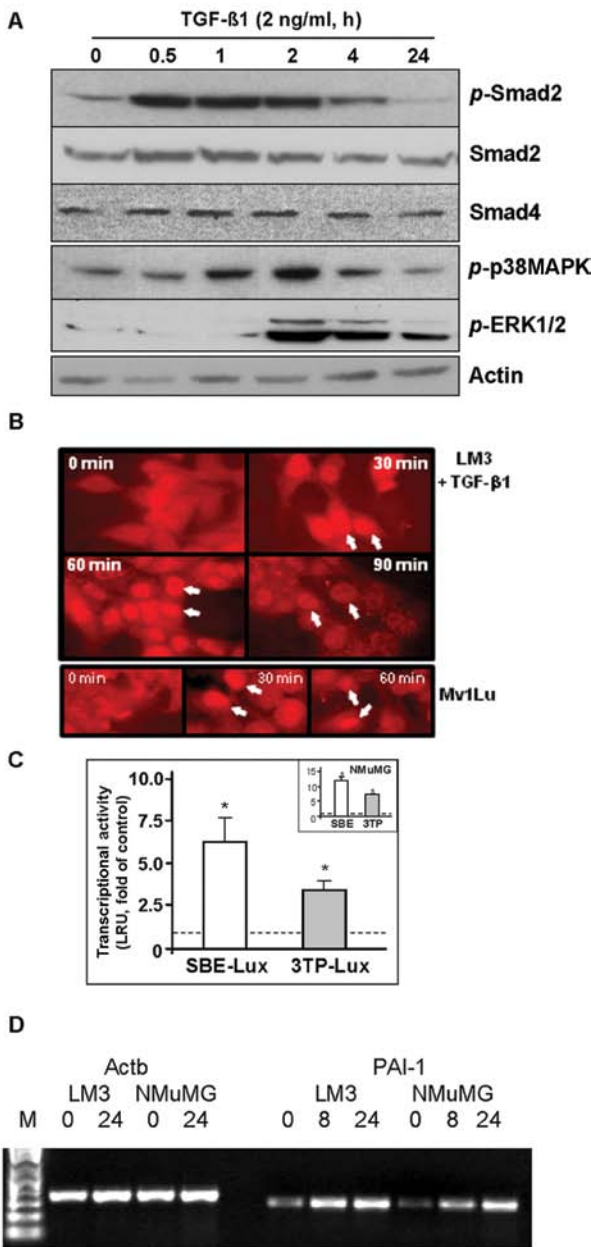 A
TGF-ß1 (2 ng/ml, h)
0 0.5 1 2 4 24
p-Smad2
Smad2
Smad4
p-p38MAPK
p-ERK1/2
Actin
B
0 min 30 min
LM3
+ TGF-β1
60 min 90 min
0 min 30 min 60 min
Mv1Lu
C
Transcriptional activity
(LRU, fold of control)
10.0
7.5
5.0
2.5
0
*
*
SBE-Lux 3TP-Lux
NMuMG
15
10
5
0
*
*
SBE 3TP
D
Actb PAI-1
LM3 NMuMG LM3 NMuMG
M 0 24 0 24 0 8 24 0 8 24